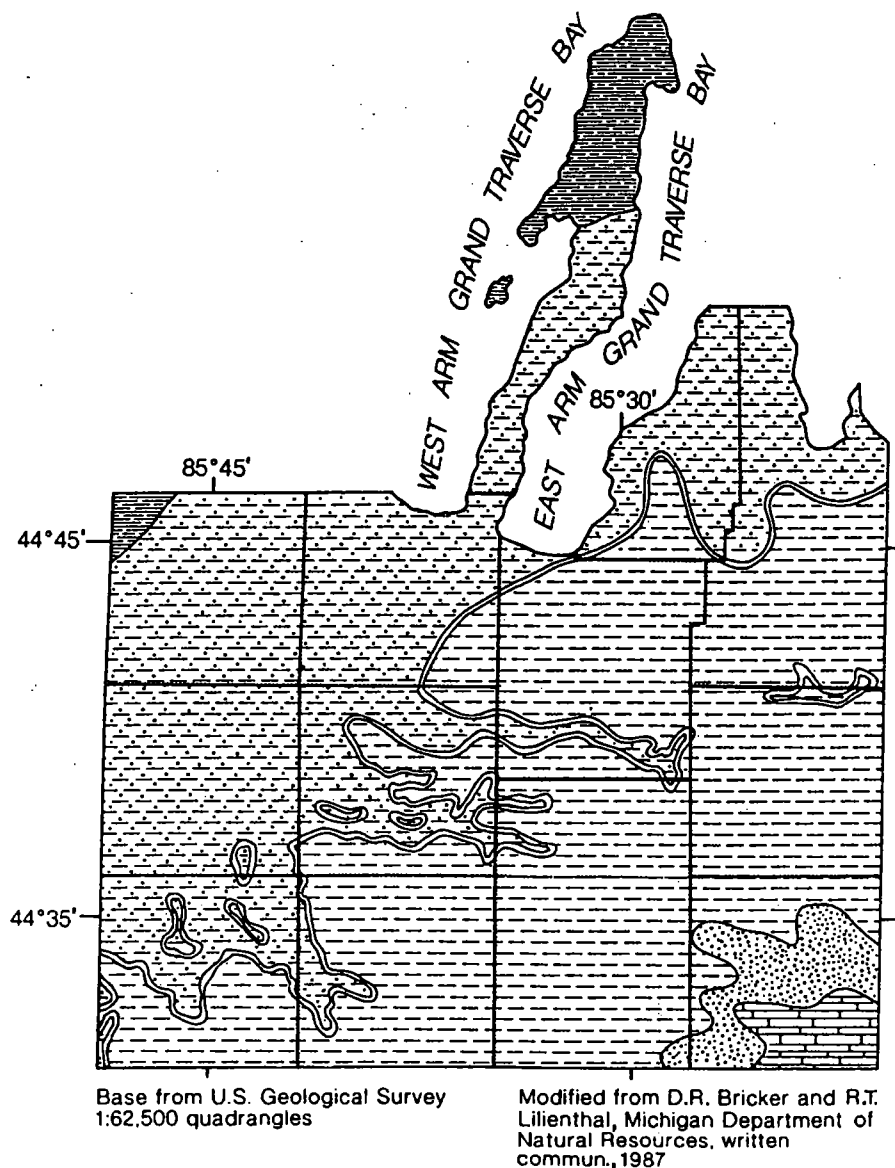 WEST ARM GRAND TRAVERSE BAY
EAST ARM GRAND TRAVERSE BAY
85°30'
85°45'
44°45'
44°35'
Base from U.S. Geological Survey
1:62,500 quadrangles
Modified from D.R. Bricker and R.T.
Lilienthal, Michigan Department of
Natural Resources, written
commun., 1987